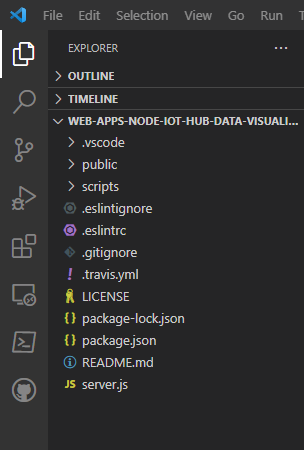 File Edit Selection View Go Run
EXPLORER
OUTLINE
TIMELINE
WEB-APPS-NODE-IOT-HUB-DATA-VISUALI...
.vscode
public
scripts
.eslintignore
.eslintrc
.gitignore
.travis.yml
LICENSE
package-lock.json
package.json
README.md
JS server.js